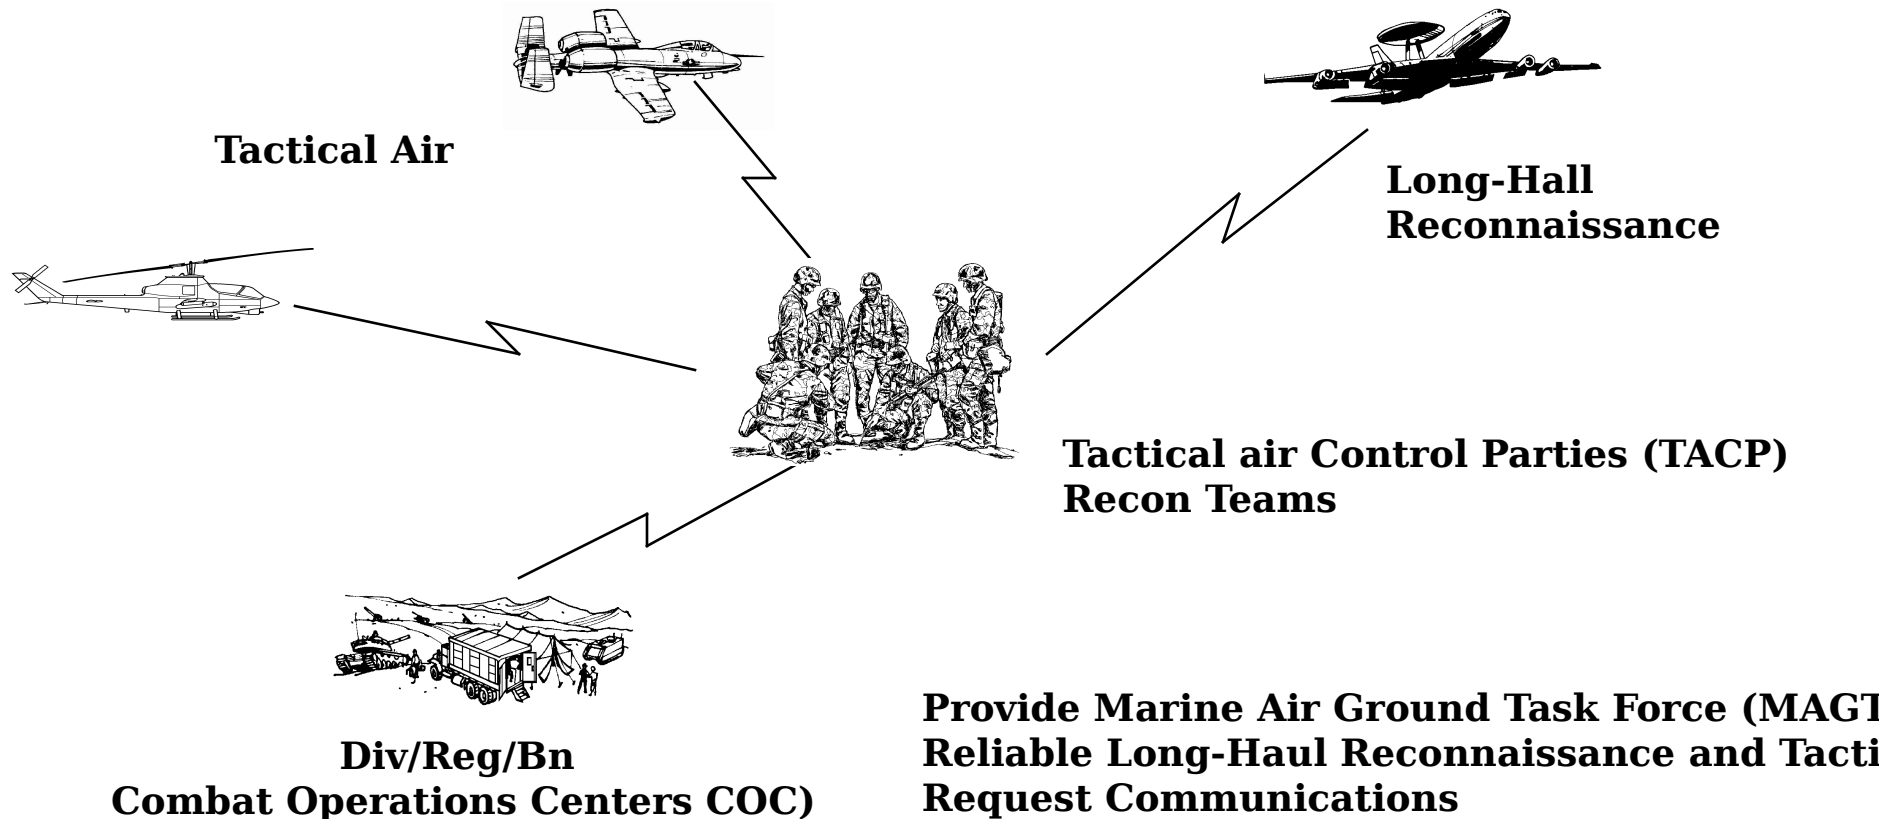 Tactical Air
Long-Hall
Reconnaissance
Tactical air Control Parties (TACP)
Recon Teams
Div/Reg/Bn
Combat Operations Centers COC)
Provide Marine Air Ground Task Force (MAGT
Reliable Long-Haul Reconnaissance and Tacti
Request Communications